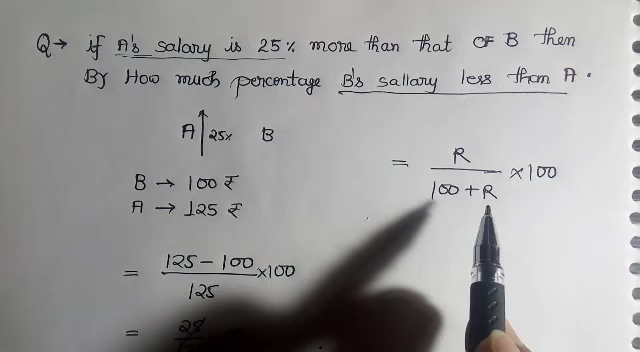 Q→ if A's salary is 25% more than that OF B then
By How much percentage B's sallary less than A.
A 25% B
B → 100 ₹
A → 125 ₹
= 125 - 100 / 125 ×100
=
= R / 100 + R ×100